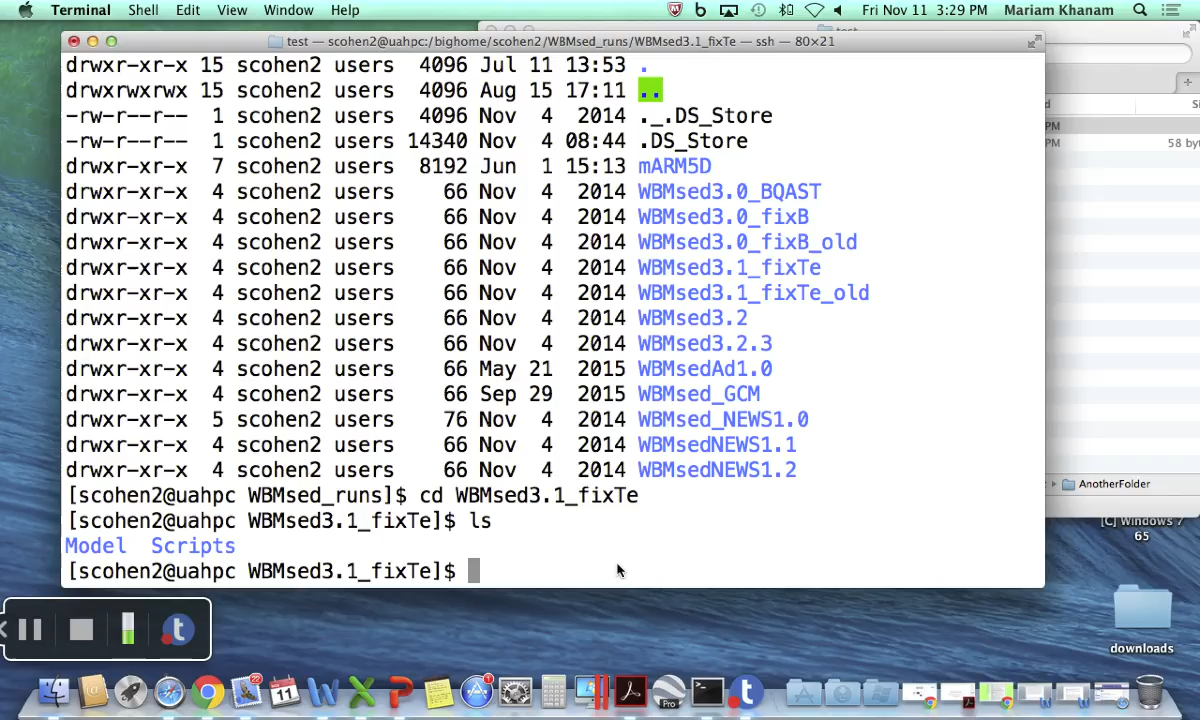 Terminal Shell Edit View Window Help Fri Nov 11 3:29 PM Mariam Khanam
test — scohen2@uahpc:/bighome/scohen2/WBMsed_runs/WBMsed3.1_fixTe — ssh — 80×21
drwxr-xr-x 15 scohen2 users 4096 Jul 11 13:53 .
drwxrwxrwx 15 scohen2 users 4096 Aug 15 17:11 ..
-rw-r--r-- 1 scohen2 users 4096 Nov 4 2014 ._.DS_Store
-rw-r--r-- 1 scohen2 users 14340 Nov 4 08:44 .DS_Store
drwxr-xr-x 7 scohen2 users 8192 Jun 1 15:13 mARM5D
drwxr-xr-x 4 scohen2 users 66 Nov 4 2014 WBMsed3.0_BQAST
drwxr-xr-x 4 scohen2 users 66 Nov 4 2014 WBMsed3.0_fixB
drwxr-xr-x 4 scohen2 users 66 Nov 4 2014 WBMsed3.0_fixB_old
drwxr-xr-x 4 scohen2 users 66 Nov 4 2014 WBMsed3.1_fixTe
drwxr-xr-x 4 scohen2 users 66 Nov 4 2014 WBMsed3.1_fixTe_old
drwxr-xr-x 4 scohen2 users 66 Nov 4 2014 WBMsed3.2
drwxr-xr-x 4 scohen2 users 66 Nov 4 2014 WBMsed3.2.3
drwxr-xr-x 4 scohen2 users 66 May 21 2015 WBMsedAd1.0
drwxr-xr-x 4 scohen2 users 66 Sep 29 2015 WBMsed_GCM
drwxr-xr-x 5 scohen2 users 76 Nov 4 2014 WBMsed_NEWS1.0
drwxr-xr-x 4 scohen2 users 66 Nov 4 2014 WBMsedNEWS1.1
drwxr-xr-x 4 scohen2 users 66 Nov 4 2014 WBMsedNEWS1.2
[scohen2@uahpc WBMsed_runs]$ cd WBMsed3.1_fixTe
[scohen2@uahpc WBMsed3.1_fixTe]$ ls
Model Scripts
[scohen2@uahpc WBMsed3.1_fixTe]$
PM
PM 58 by
AnotherFolder
[C] Windows 7
65
downloads